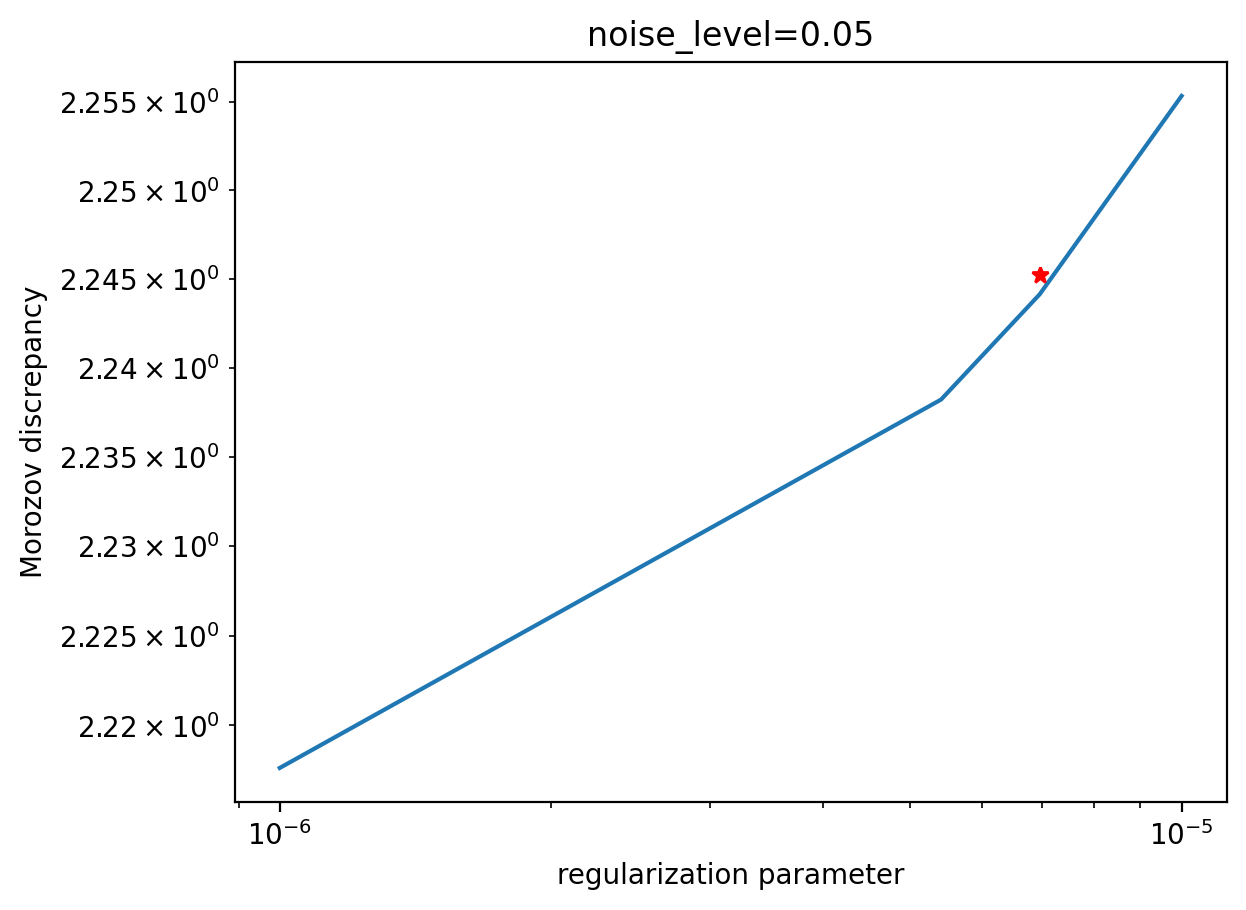 noise_level=0.05
2.255 × 10⁰
2.25 × 10⁰
2.245 × 10⁰
2.24 × 10⁰
2.235 × 10⁰
2.23 × 10⁰
2.225 × 10⁰
2.22 × 10⁰
Morozov discrepancy
10⁻⁶
10⁻⁵
regularization parameter